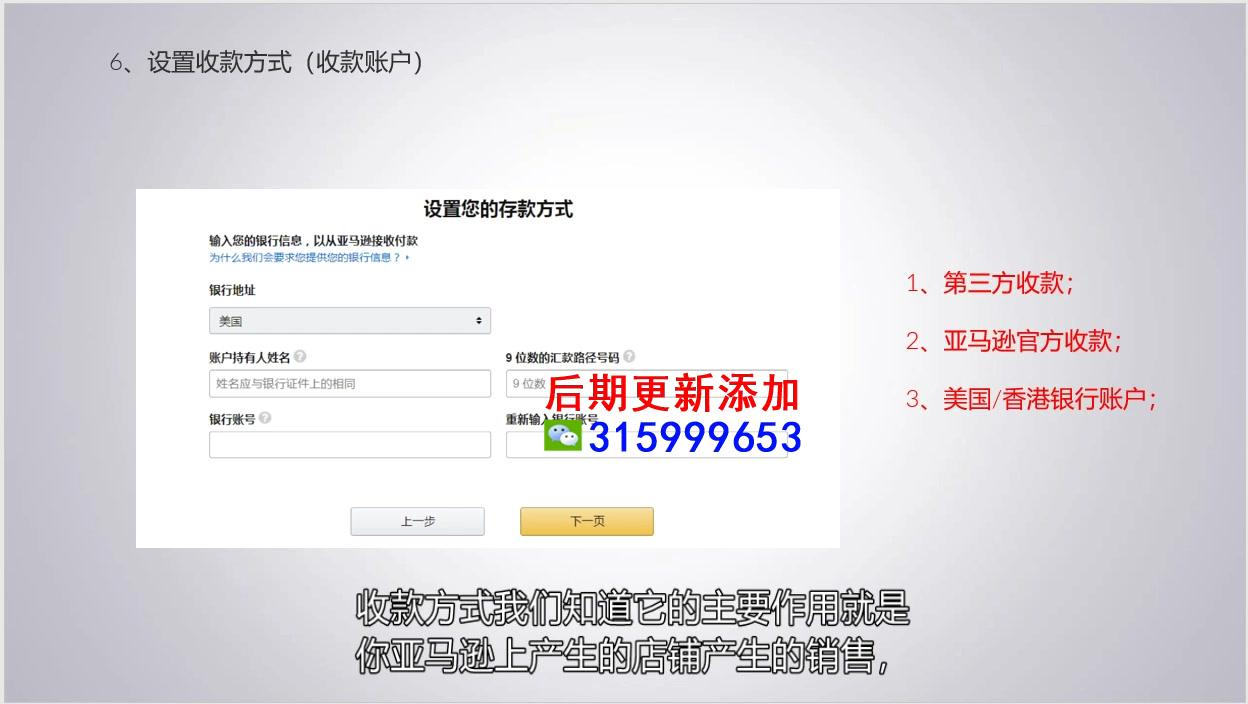 6、设置收款方式（收款账户）
设置您的存款方式
输入您的银行信息，以从亚马逊接收付款
为什么我们会要求您提供您的银行信息？
银行地址
美国
账户持有人姓名
9 位数的汇款路径号码
姓名应与银行证件上的相同
9 位数
后期更新添加
银行账号
重新输入银行账号
315999653
上一步
下一页
1、第三方收款；
2、亚马逊官方收款；
3、美国/香港银行账户；
收款方式我们知道它的主要作用就是
你亚马逊上产生的店铺产生的销售，